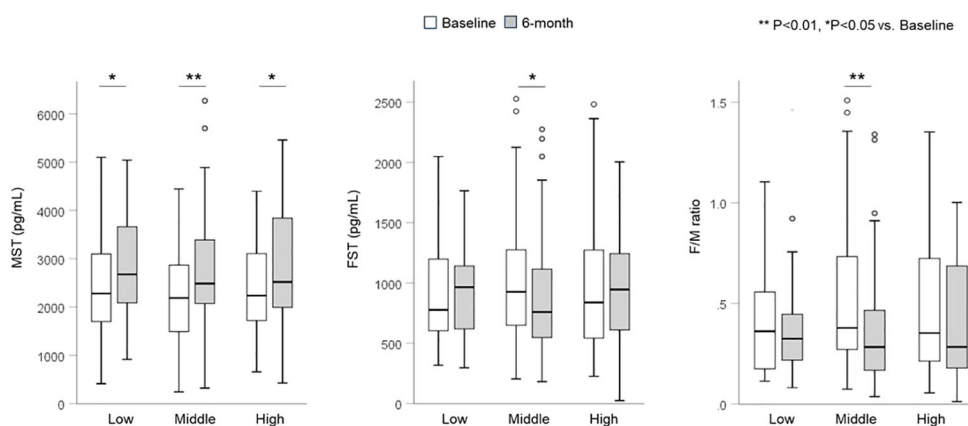 Baseline 6-month
** P<0.01, *P<0.05 vs. Baseline
MST (pg/mL)
6000
5000
4000
3000
2000
1000
0
* ** *
Low Middle High
FST (pg/mL)
2500
2000
1500
1000
500
0
*
Low Middle High
F/M ratio
1.5
1.0
.5
.0
**
Low Middle High